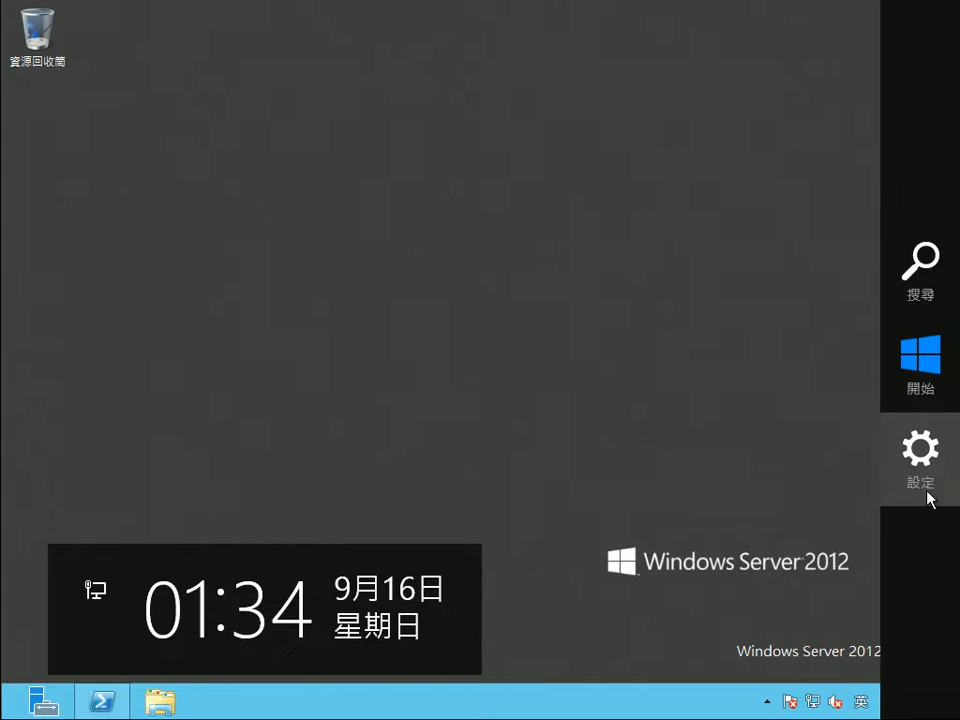 資源回收筒
搜尋
開始
設定
Windows Server 2012
01:34
9月16日
星期日
Windows Server 2012
英